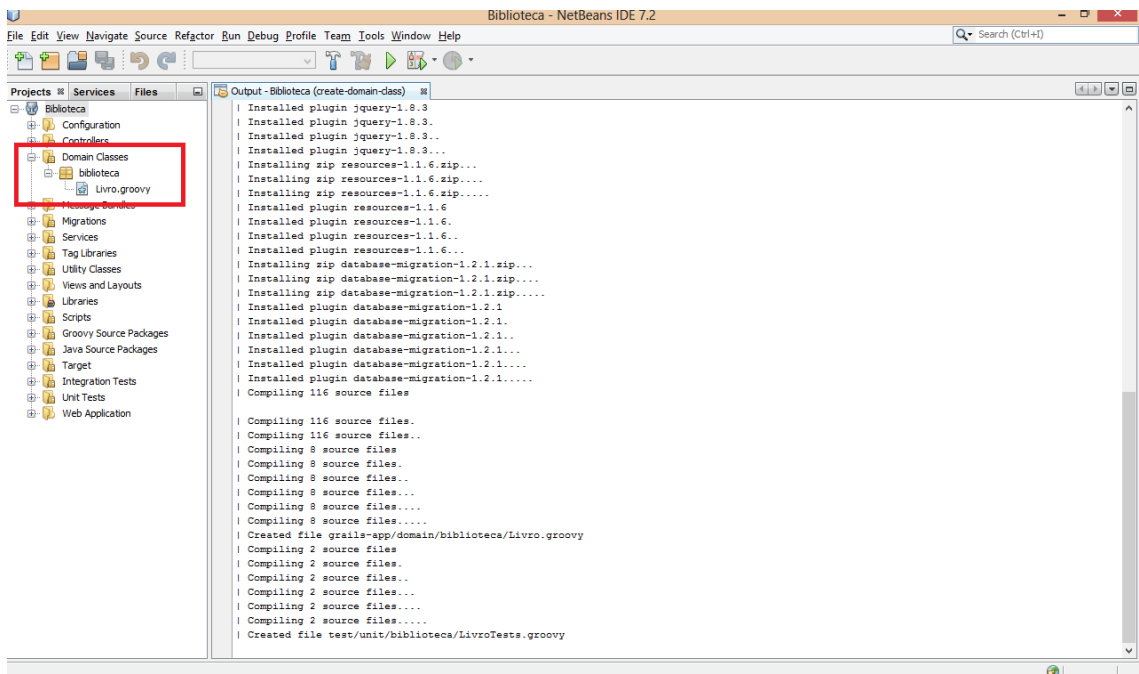 Biblioteca - NetBeans IDE 7.2
File Edit View Navigate Source Refactor Run Debug Profile Team Tools Window Help
Search (Ctrl+I)
Projects Services Files
Biblioteca
Configuration
Controllers
Domain Classes
biblioteca
Livro.groovy
Message Bundles
Migrations
Services
Tag Libraries
Utility Classes
Views and Layouts
Libraries
Scripts
Groovy Source Packages
Java Source Packages
Target
Integration Tests
Unit Tests
Web Application
Output - Biblioteca (create-domain-class)
| Installed plugin jquery-1.8.3
| Installed plugin jquery-1.8.3.
| Installed plugin jquery-1.8.3..
| Installed plugin jquery-1.8.3...
| Installing zip resources-1.1.6.zip...
| Installing zip resources-1.1.6.zip....
| Installing zip resources-1.1.6.zip.....
| Installed plugin resources-1.1.6
| Installed plugin resources-1.1.6.
| Installed plugin resources-1.1.6..
| Installed plugin resources-1.1.6...
| Installing zip database-migration-1.2.1.zip...
| Installing zip database-migration-1.2.1.zip....
| Installing zip database-migration-1.2.1.zip.....
| Installed plugin database-migration-1.2.1
| Installed plugin database-migration-1.2.1.
| Installed plugin database-migration-1.2.1..
| Installed plugin database-migration-1.2.1...
| Installed plugin database-migration-1.2.1....
| Installed plugin database-migration-1.2.1.....
| Compiling 116 source files
| Compiling 116 source files.
| Compiling 116 source files..
| Compiling 8 source files
| Compiling 8 source files.
| Compiling 8 source files..
| Compiling 8 source files...
| Compiling 8 source files....
| Compiling 8 source files.....
| Created file grails-app/domain/biblioteca/Livro.groovy
| Compiling 2 source files
| Compiling 2 source files.
| Compiling 2 source files..
| Compiling 2 source files...
| Compiling 2 source files....
| Compiling 2 source files.....
| Created file test/unit/biblioteca/LivroTests.groovy